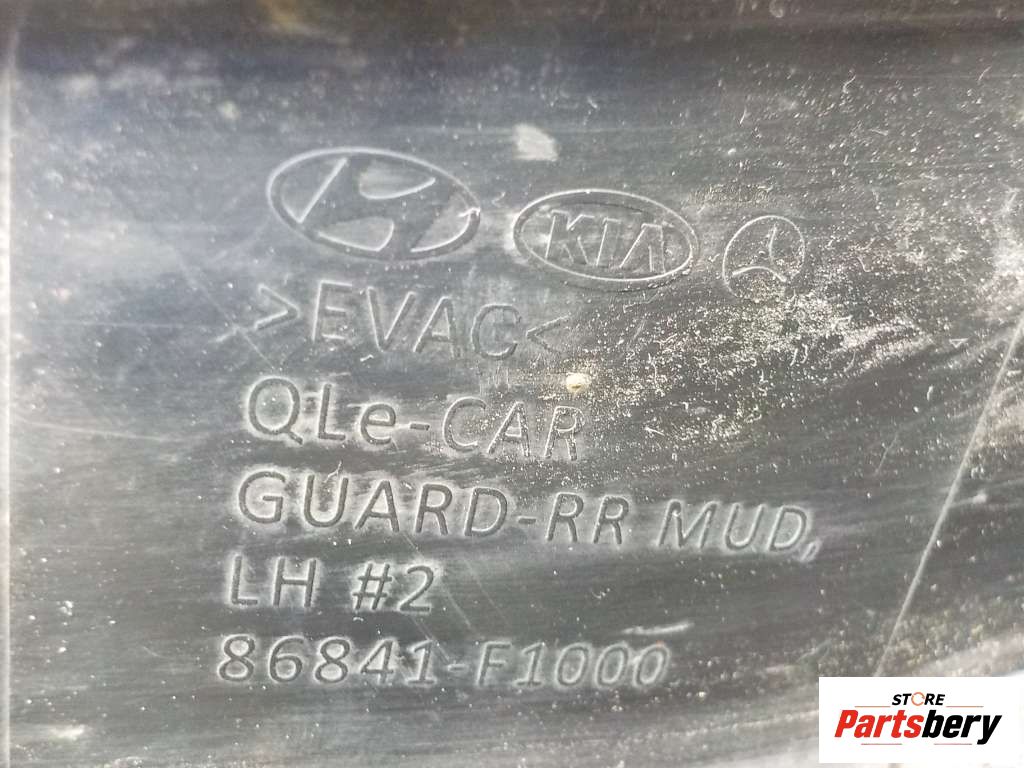 KIA
>EVAC<
QLe-CAR
GUARD-RR MUD,
LH #2
86841-F1000
STORE
Partsbery